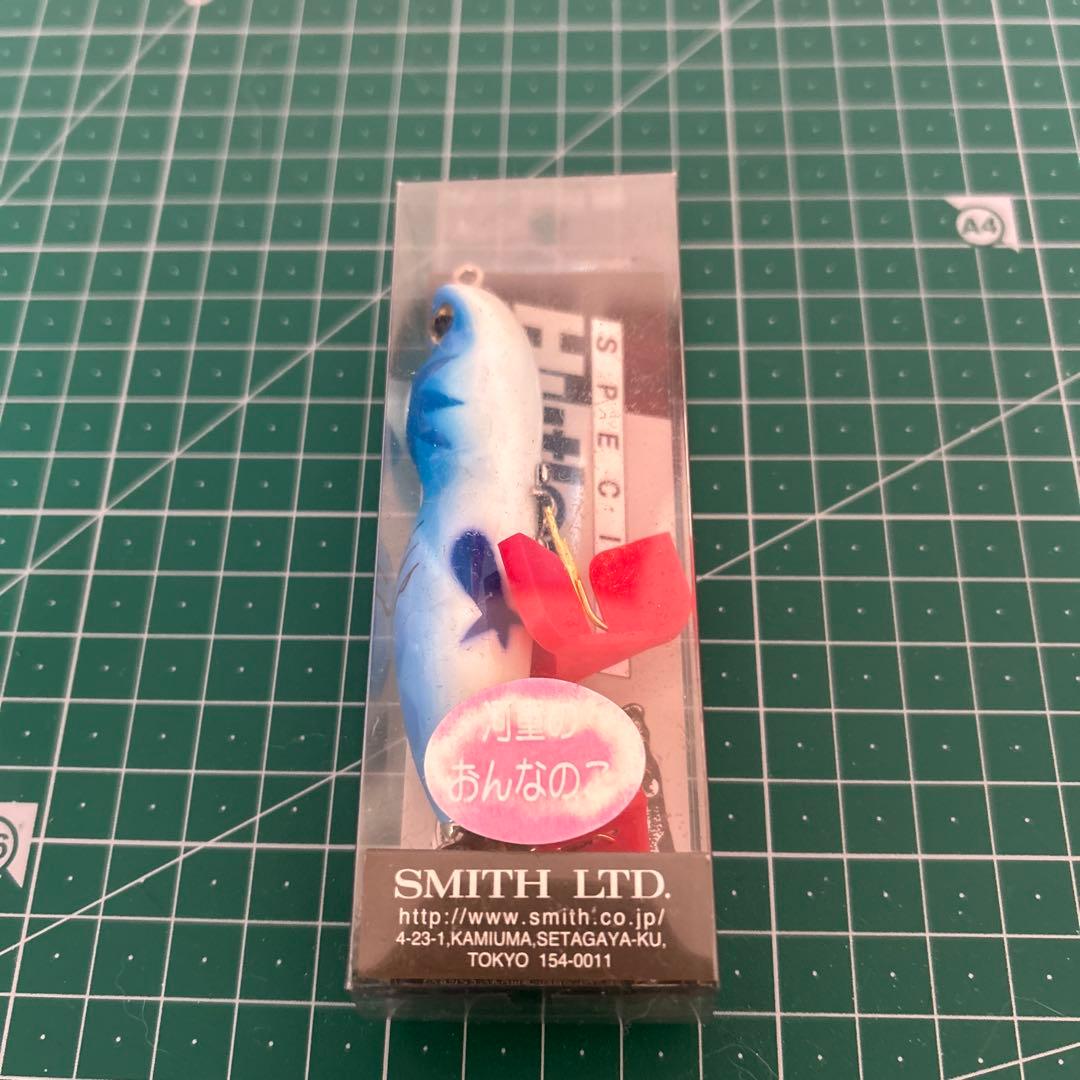 SPECI
河里の
おんなのこ
SMITH LTD.
http://www.smith.co.jp/
4-23-1,KAMIUMA,SETAGAYA-KU,
TOKYO 154-0011
A4